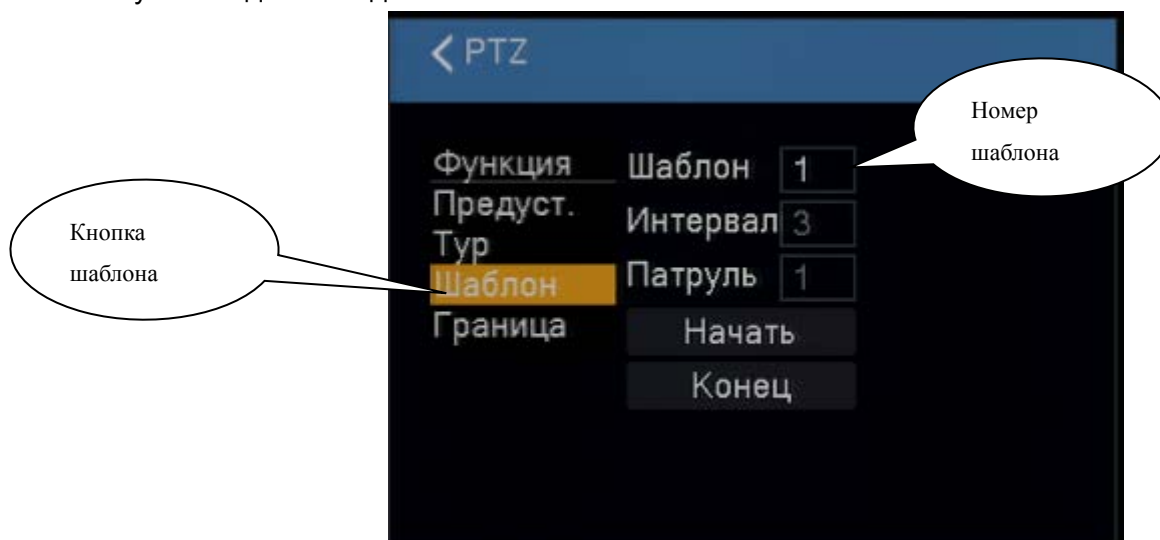 PTZ
Номер
шаблона
Кнопка
шаблона
Функция
Предуст.
Тур
Шаблон
Граница
Шаблон 1
Интервал 3
Патруль 1
Начать
Конец